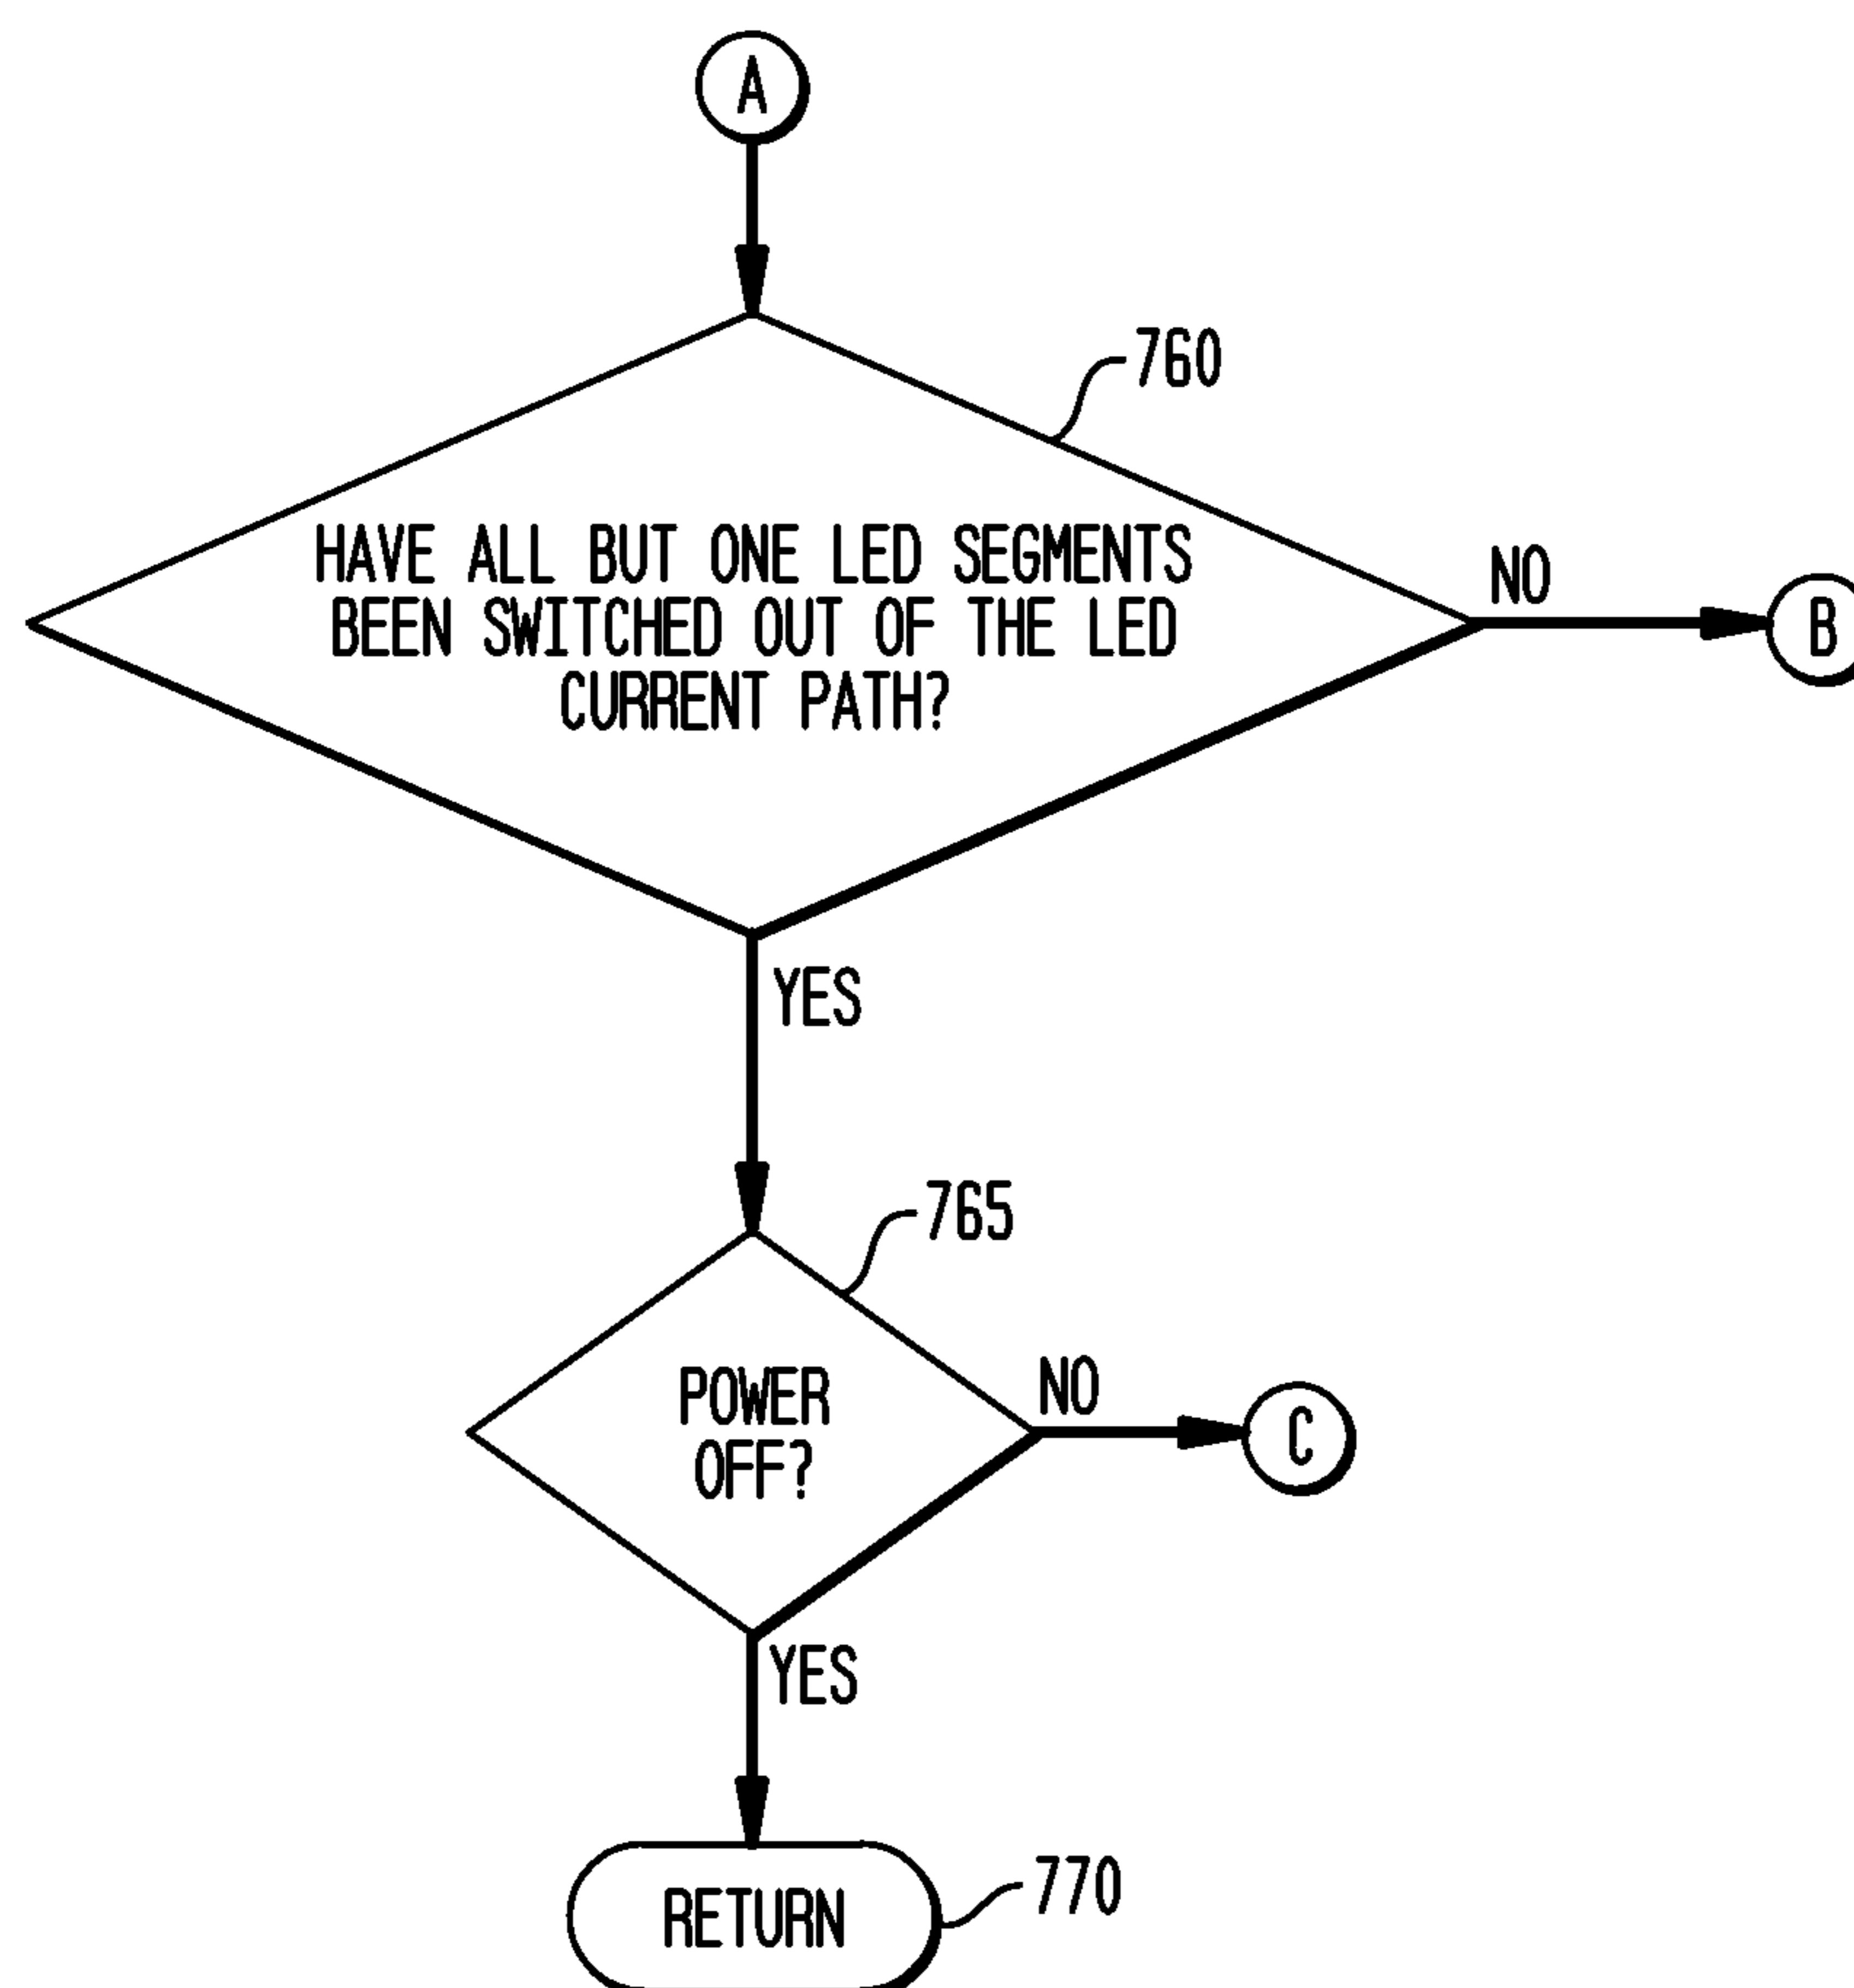 A
760
HAVE ALL BUT ONE LED SEGMENTS
BEEN SWITCHED OUT OF THE LED
CURRENT PATH?
NO
B
YES
765
POWER
OFF?
NO
C
YES
770
RETURN